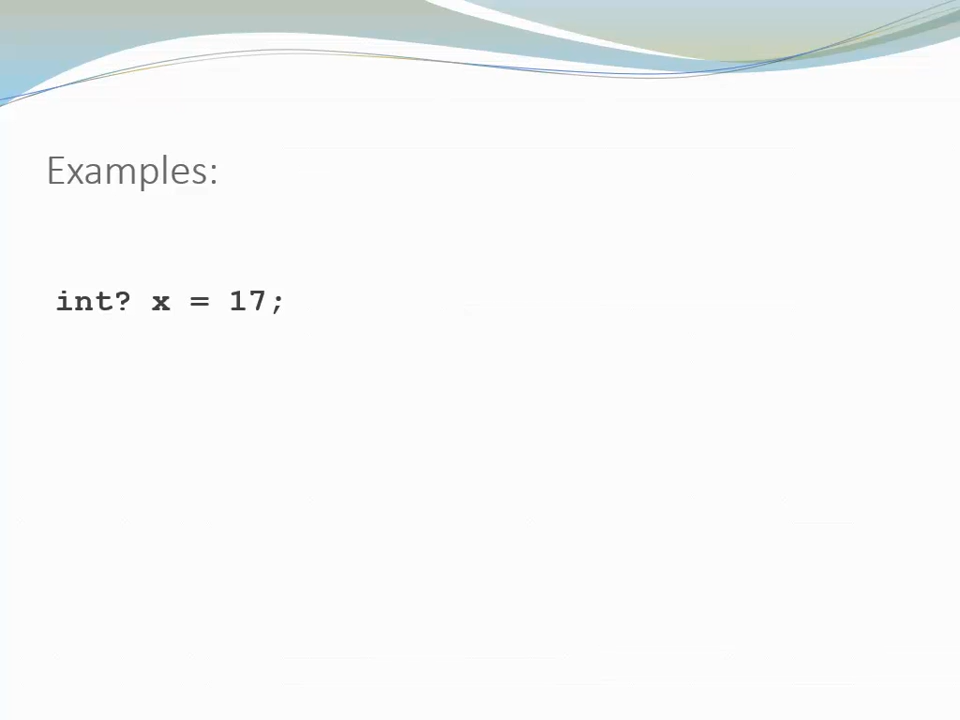 Examples:
int? x = 17;